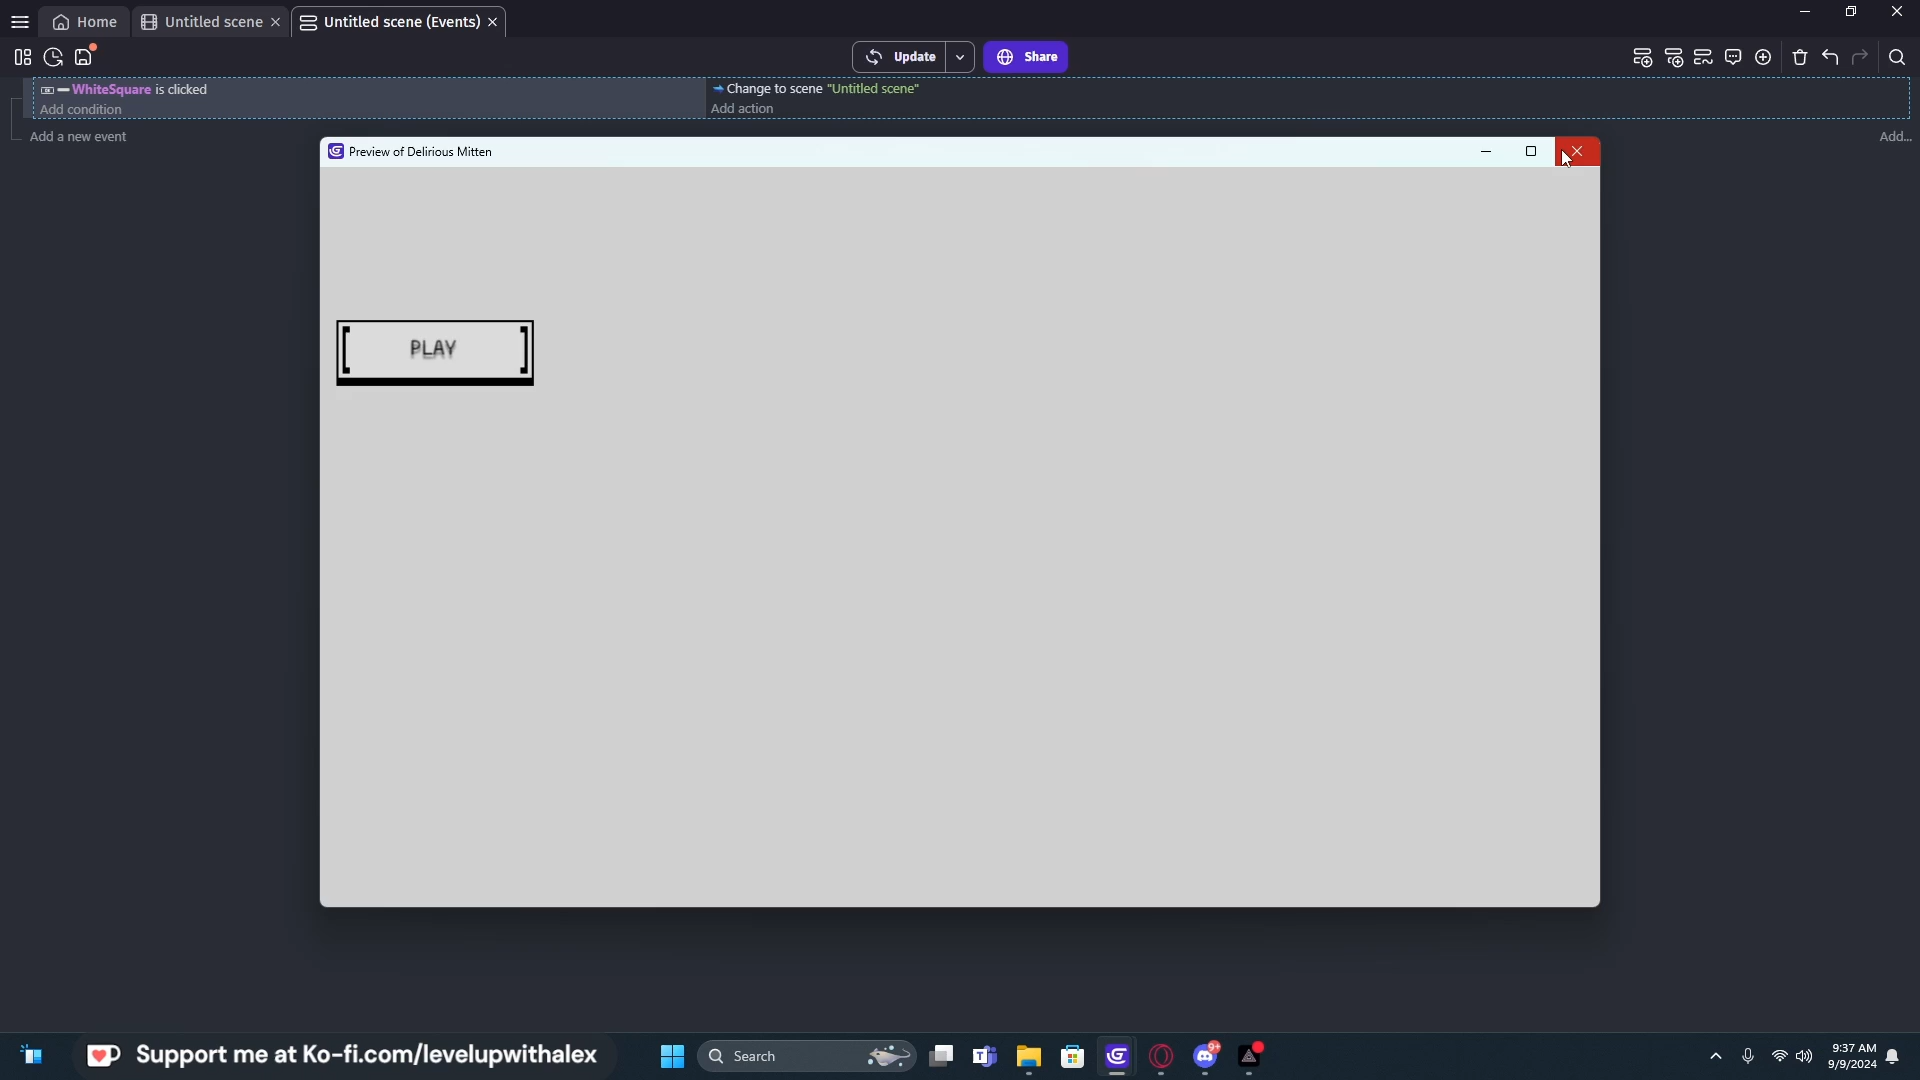 Home
Untitled scene
Untitled scene (Events)
Update
Share
WhiteSquare is clicked
Change to scene "Untitled scene"
Add condition
Add action
Add a new event
Add...
Preview of Delirious Mitten
PLAY
Support me at Ko-fi.com/levelupwithalex
Search
9+
9:37 AM
9/9/2024